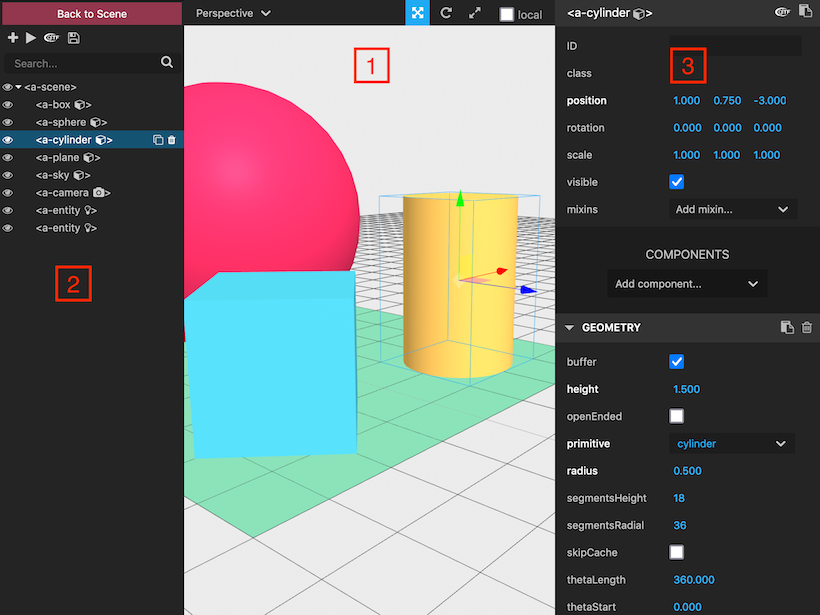 Back to Scene
glTF
Search...
<a-scene>
<a-box >
<a-sphere >
<a-cylinder >
<a-plane >
<a-sky >
<a-camera >
<a-entity >
<a-entity >
2
Perspective
local
1
<a-cylinder >
glTF
ID
3
class
position 1.000 0.750 -3.000
rotation 0.000 0.000 0.000
scale 1.000 1.000 1.000
visible
mixins Add mixin...
COMPONENTS
Add component...
GEOMETRY
buffer
height 1.500
openEnded
primitive cylinder
radius 0.500
segmentsHeight 18
segmentsRadial 36
skipCache
thetaLength 360.000
thetaStart 0.000